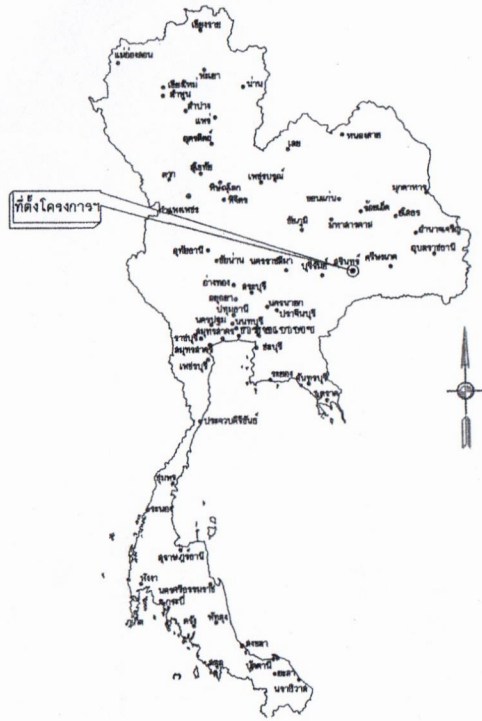 เชียงราย
แม่ฮ่องสอน
พะเยา
เชียงใหม่
น่าน
ลำพูน
ลำปาง
แพร่
อุตรดิตถ์
หนองคาย
เลย
สุโขทัย
ตาก
พิษณุโลก
เพชรบูรณ์
มุกดาหาร
ขอนแก่น
พิจิตร
ร้อยเอ็ด
ยโสธร
ที่ตั้งโครงการฯ
กำแพงเพชร
ชัยภูมิ
มหาสารคาม
อำนาจเจริญ
อุบลราชธานี
อุทัยธานี
ชัยนาท
นครราชสีมา
บุรีรัมย์
สุรินทร์
ศรีษะเกศ
อ่างทอง
สระบุรี
อยุธยา
นครนายก
ปทุมธานี
ปราจีนบุรี
นครปฐม
นนทบุรี
ราชบุรี
สมุทรสาคร
ชลบุรี
เพชรบุรี
ระยอง
จันทบุรี
ตราด
ประจวบคีรีขันธ์
ชุมพร
ระนอง
สุราษฎร์ธานี
พังงา
นครศรีธรรมราช
กระบี่
ตรัง
พัทลุง
สงขลา
สตูล
ปัตตานี
ยะลา
นราธิวาส